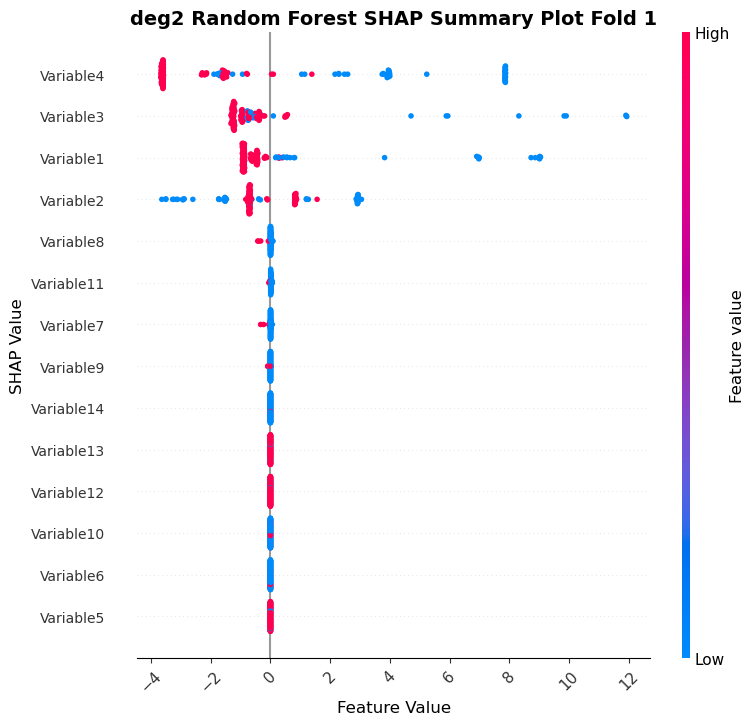 deg2 Random Forest SHAP Summary Plot Fold 1
High
Variable4
Variable3
Variable1
Variable2
Variable8
Variable11
Variable7
Variable9
Variable14
Variable13
Variable12
Variable10
Variable6
Variable5
SHAP Value
Feature value
Low
−4 −2 0 2 4 6 8 10 12
Feature Value